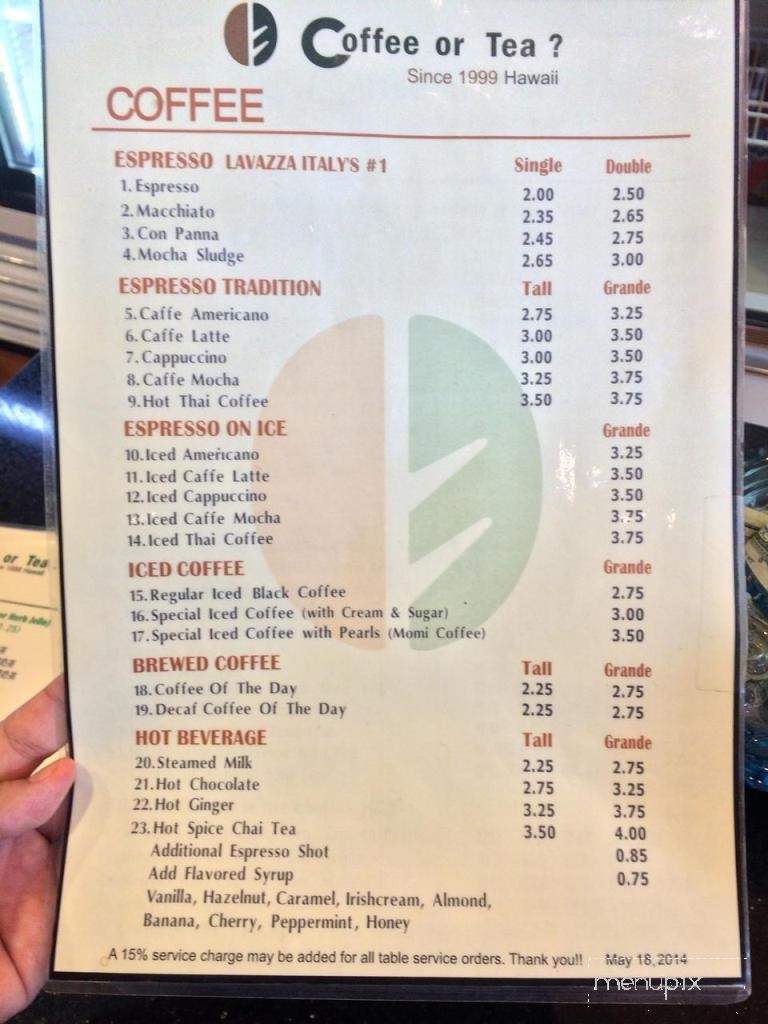 Coffee or Tea ?
Since 1999 Hawaii
COFFEE
ESPRESSO LAVAZZA ITALY'S #1 Single Double
1. Espresso 2.00 2.50
2. Macchiato 2.35 2.65
3. Con Panna 2.45 2.75
4. Mocha Sludge 2.65 3.00
ESPRESSO TRADITION Tall Grande
5. Caffe Americano 2.75 3.25
6. Caffe Latte 3.00 3.50
7. Cappuccino 3.00 3.50
8. Caffe Mocha 3.25 3.75
9. Hot Thai Coffee 3.50 3.75
ESPRESSO ON ICE Grande
10. Iced Americano 3.25
11. Iced Caffe Latte 3.50
12. Iced Cappuccino 3.50
13. Iced Caffe Mocha 3.75
14. Iced Thai Coffee 3.75
ICED COFFEE Grande
15. Regular Iced Black Coffee 2.75
16. Special Iced Coffee (with Cream & Sugar) 3.00
17. Special Iced Coffee with Pearls (Momi Coffee) 3.50
BREWED COFFEE Tall Grande
18. Coffee Of The Day 2.25 2.75
19. Decaf Coffee Of The Day 2.25 2.75
HOT BEVERAGE Tall Grande
20. Steamed Milk 2.25 2.75
21. Hot Chocolate 2.75 3.25
22. Hot Ginger 3.25 3.75
23. Hot Spice Chai Tea 3.50 4.00
Additional Espresso Shot 0.85
Add Flavored Syrup 0.75
Vanilla, Hazelnut, Caramel, Irishcream, Almond,
Banana, Cherry, Peppermint, Honey
A 15% service charge may be added for all table service orders. Thank you!! May 18,2014
menupix
or Tea
1999 Hawaii
Herb Jello)